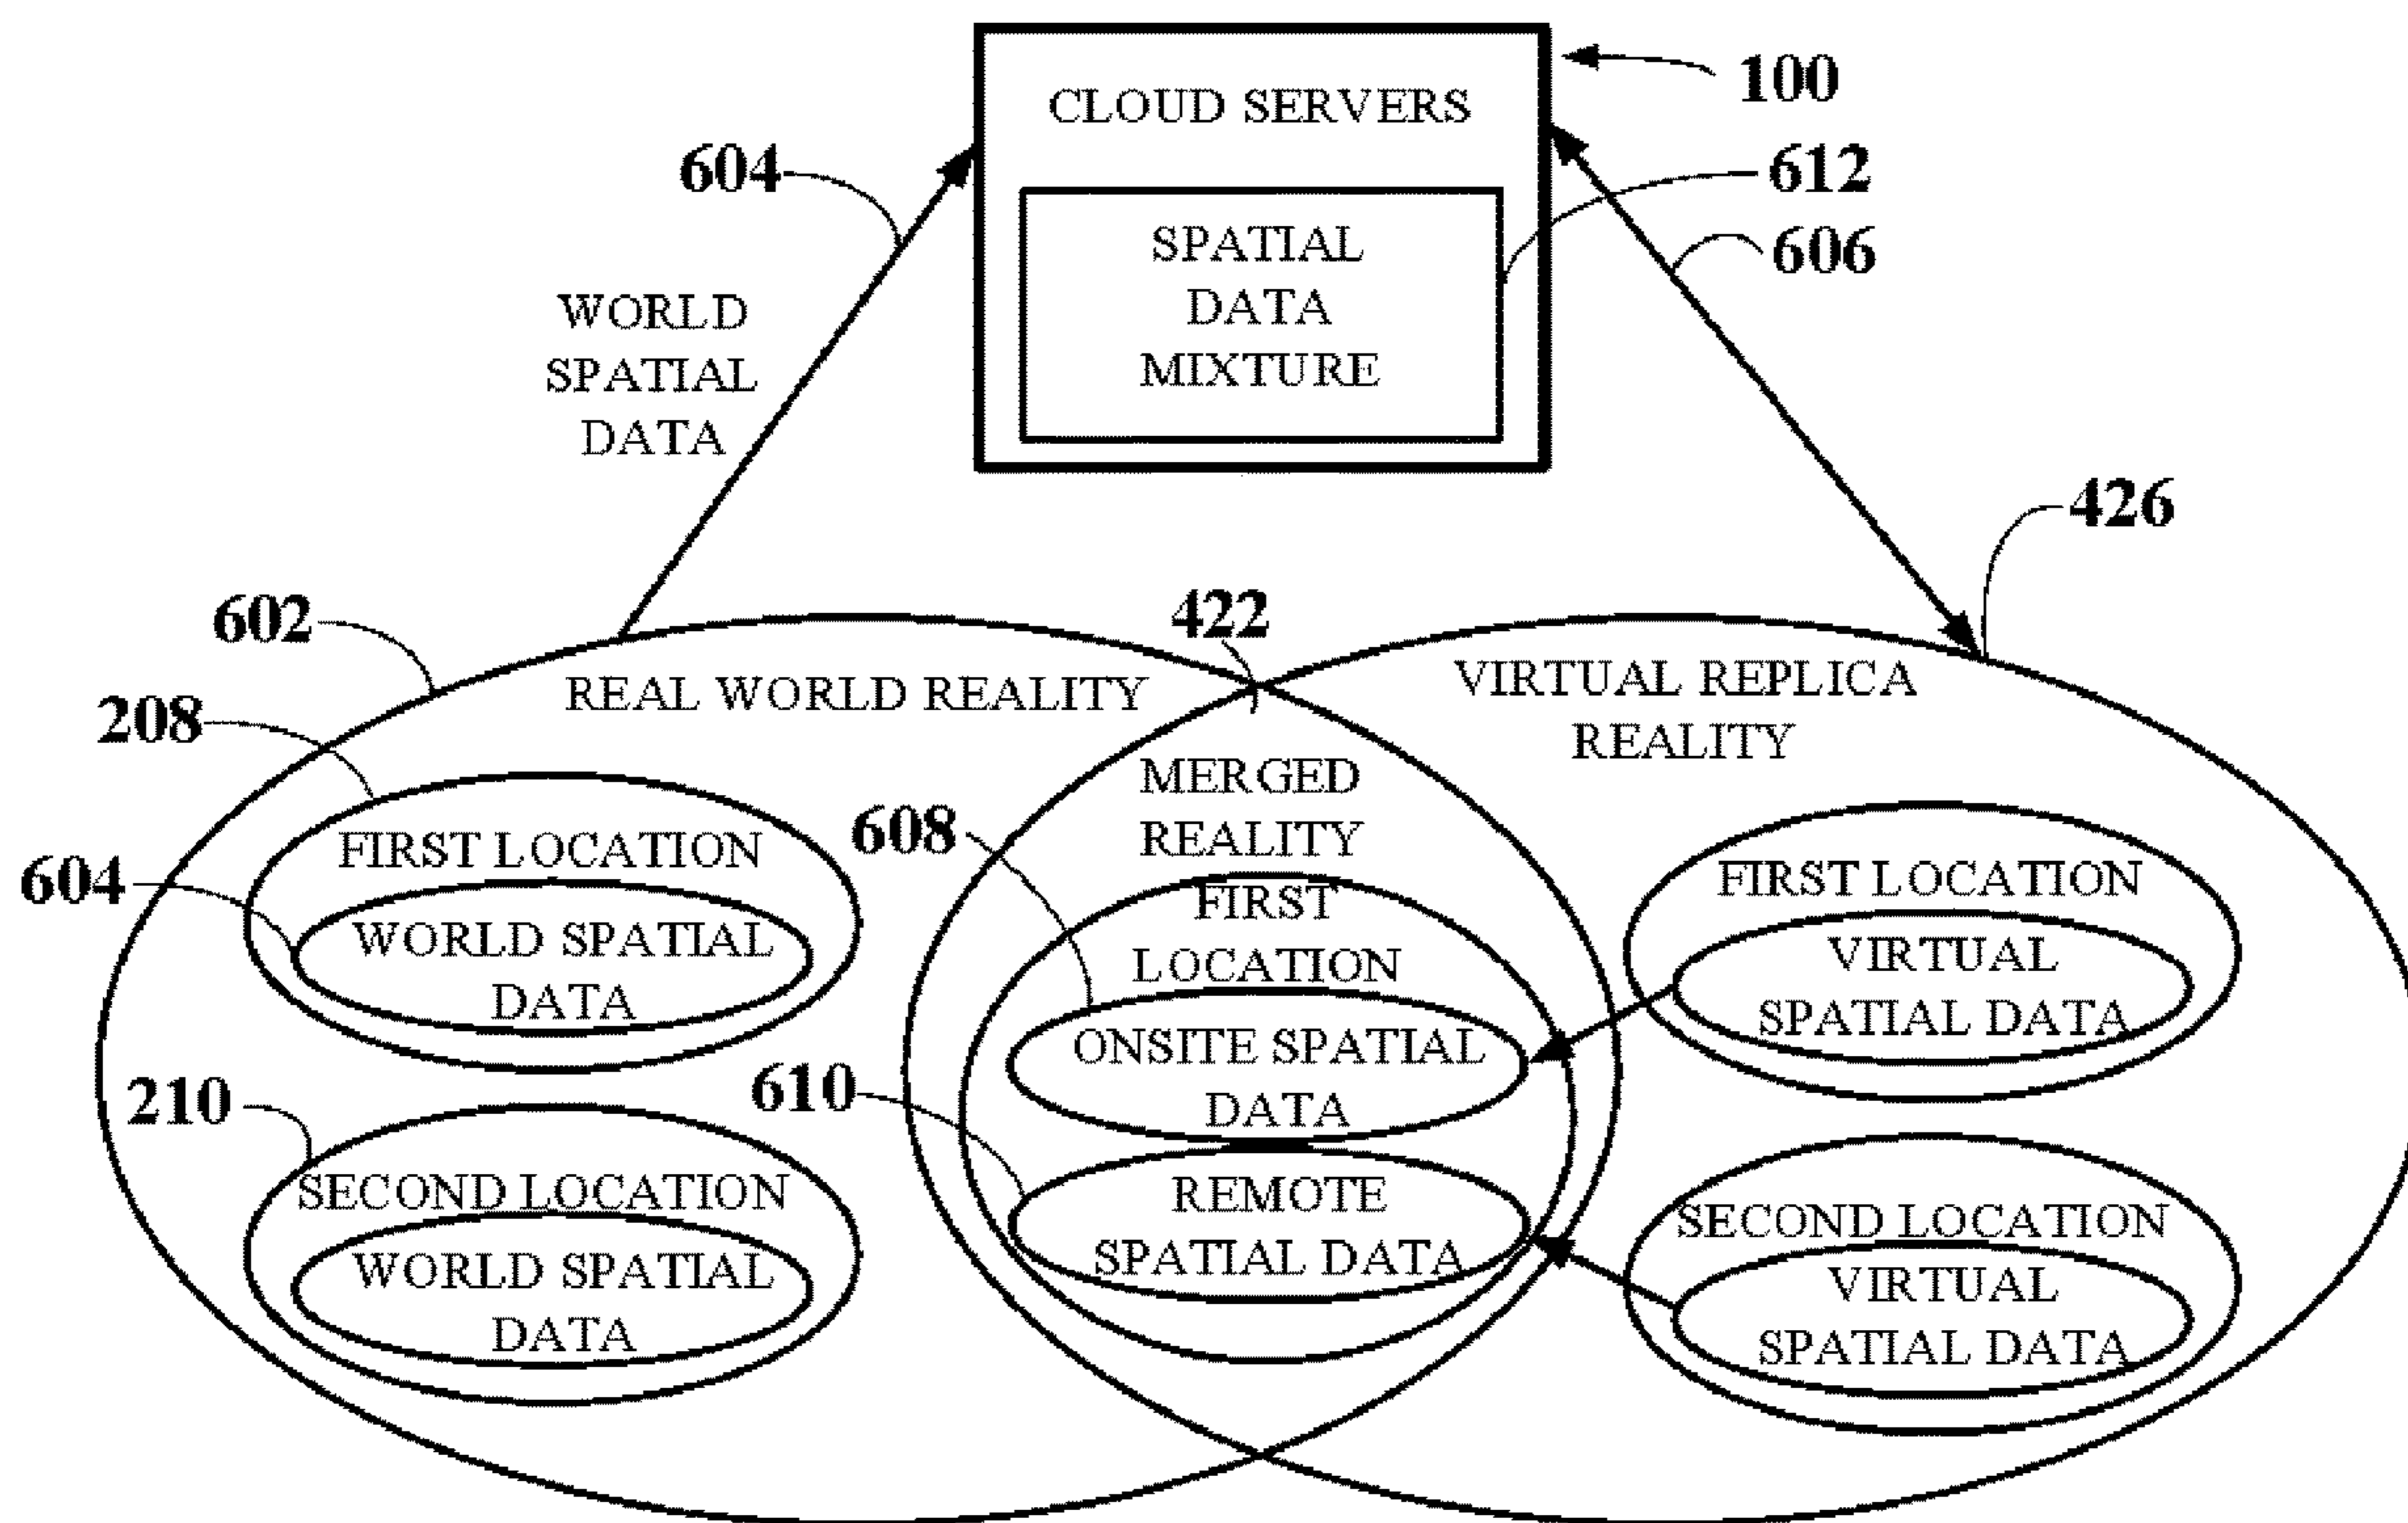 100
CLOUD SERVERS
604
612
SPATIAL
DATA
MIXTURE
606
WORLD
SPATIAL
DATA
426
602
422
208
REAL WORLD REALITY
VIRTUAL REPLICA
REALITY
MERGED
REALITY
608
FIRST LOCATION
604
WORLD SPATIAL
DATA
FIRST
LOCATION
ONSITE SPATIAL
DATA
FIRST LOCATION
VIRTUAL
SPATIAL DATA
210
610
SECOND LOCATION
WORLD SPATIAL
DATA
REMOTE
SPATIAL DATA
SECOND LOCATION
VIRTUAL
SPATIAL DATA